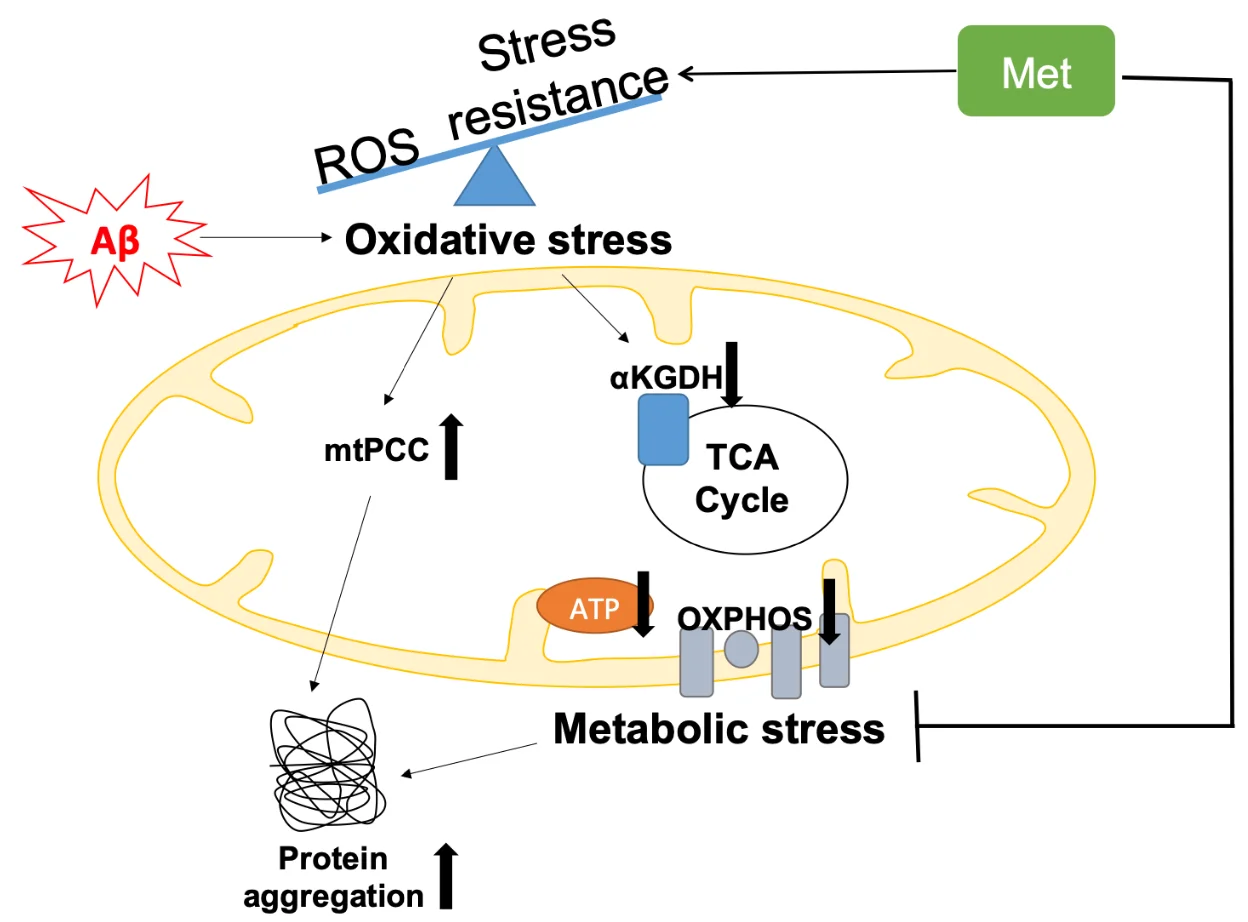 Stress
resistance
ROS
Met
Aβ
Oxidative stress
αKGDH
mtPCC
TCA
Cycle
ATP
OXPHOS
Metabolic stress
Protein
aggregation